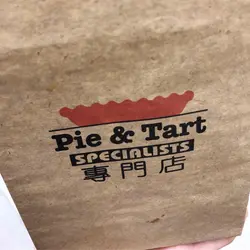 Pie & Tart
SPECIALISTS
專門店